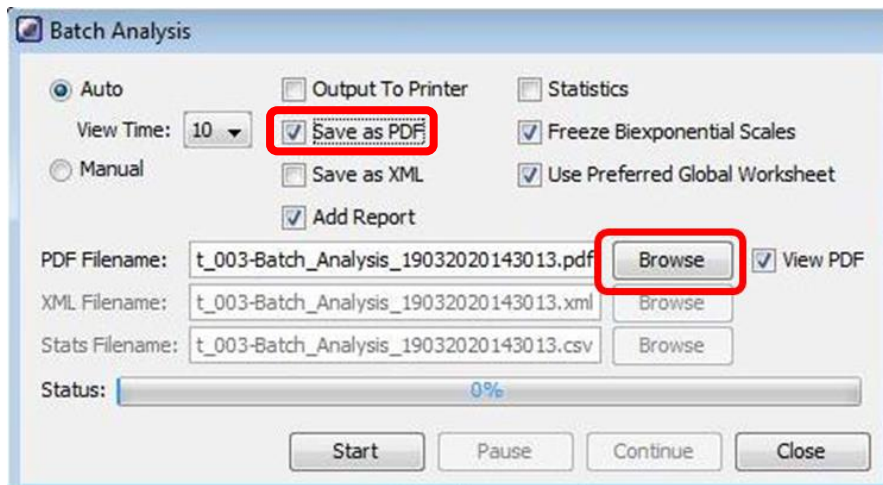 Batch Analysis
Auto Output To Printer Statistics
View Time: 10 Save as PDF Freeze Biexponential Scales
Manual Save as XML Use Preferred Global Worksheet
Add Report
PDF Filename: t_003-Batch_Analysis_19032020143013.pdf Browse View PDF
XML Filename: t_003-Batch_Analysis_19032020143013.xml Browse
Stats Filename: t_003-Batch_Analysis_19032020143013.csv Browse
Status: 0%
Start Pause Continue Close